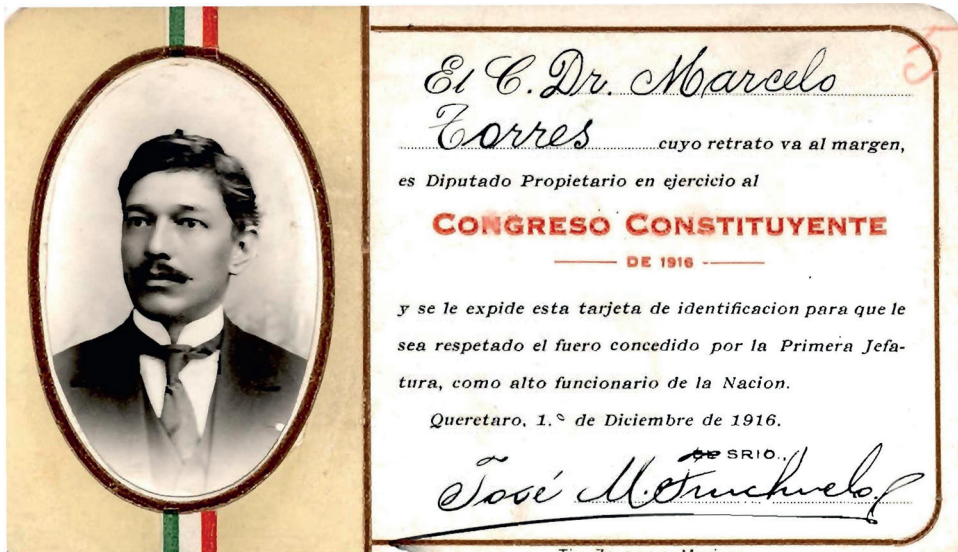 El C. Dr. Marcelo
Torres cuyo retrato va al margen,
es Diputado Propietario en ejercicio al
CONGRESO CONSTITUYENTE
DE 1916
y se le expide esta tarjeta de identificacion para que le
sea respetado el fuero concedido por la Primera Jefa-
tura, como alto funcionario de la Nacion.
Queretaro, 1.º de Diciembre de 1916.
SRIO.,
José M. Truchuelo